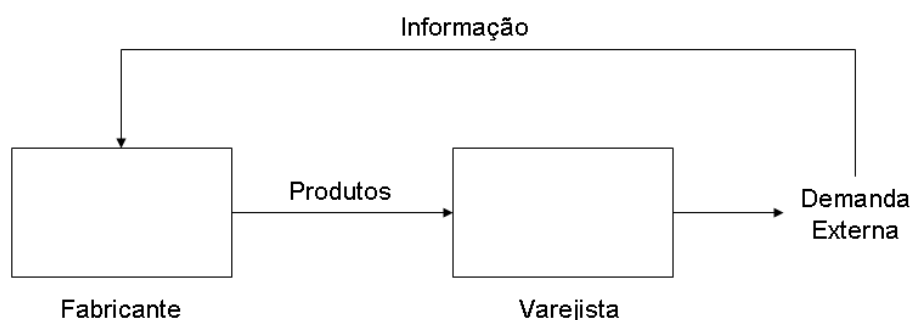 Informação
Produtos
Demanda
Externa
Fabricante
Varejista